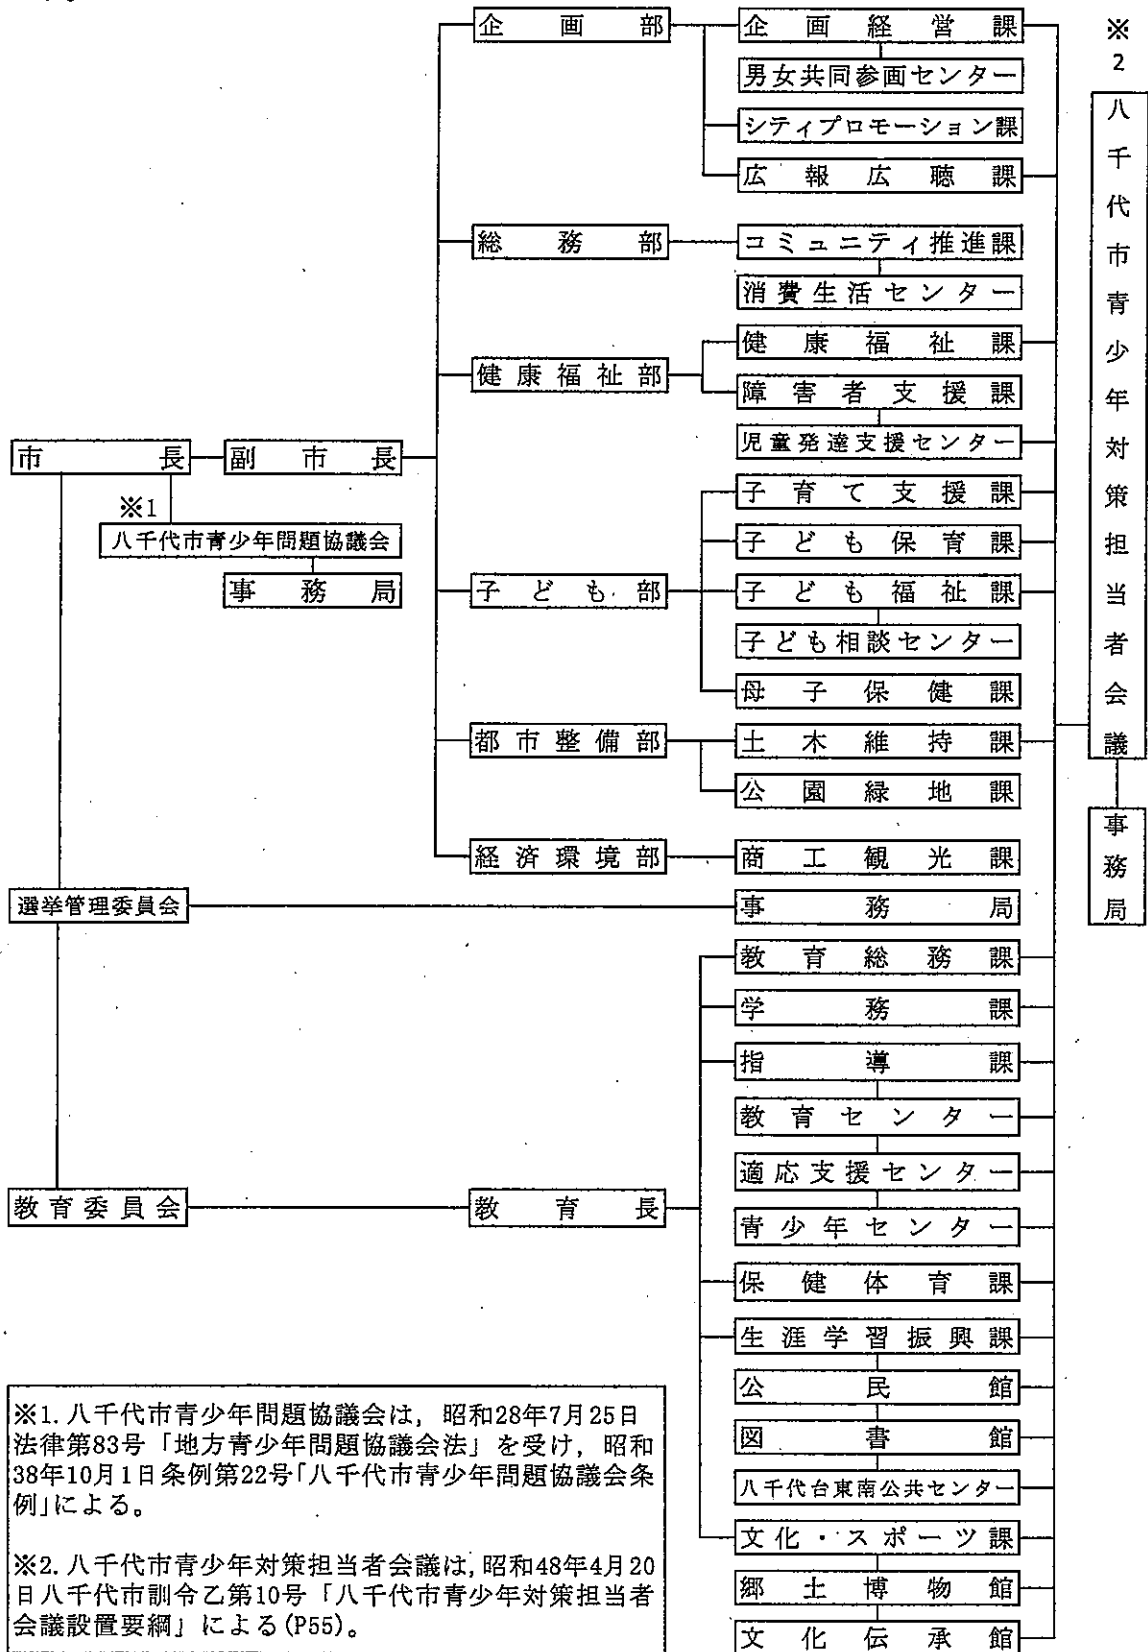 企画部
企画経営課
男女共同参画センター
シティプロモーション課
広報広聴課
総務部
コミュニティ推進課
消費生活センター
健康福祉部
健康福祉課
障害者支援課
児童発達支援センター
市長
副市長
※1
八千代市青少年問題協議会
事務局
子ども部
子育て支援課
子ども保育課
子ども福祉課
子ども相談センター
母子保健課
都市整備部
土木維持課
公園緑地課
経済環境部
商工観光課
選挙管理委員会
事務局
教育委員会
教育長
教育総務課
学務課
指導課
教育センター
適応支援センター
青少年センター
保健体育課
生涯学習振興課
公民館
図書館
八千代台東南公共センター
文化・スポーツ課
郷土博物館
文化伝承館
※2
八千代市青少年対策担当者会議
事務局
※1.八千代市青少年問題協議会は，昭和28年7月25日
法律第83号「地方青少年問題協議会法」を受け，昭和
38年10月1日条例第22号「八千代市青少年問題協議会条
例」による。
※2.八千代市青少年対策担当者会議は，昭和48年4月20
日八千代市訓令乙第10号「八千代市青少年対策担当者
会議設置要綱」による(P55)。